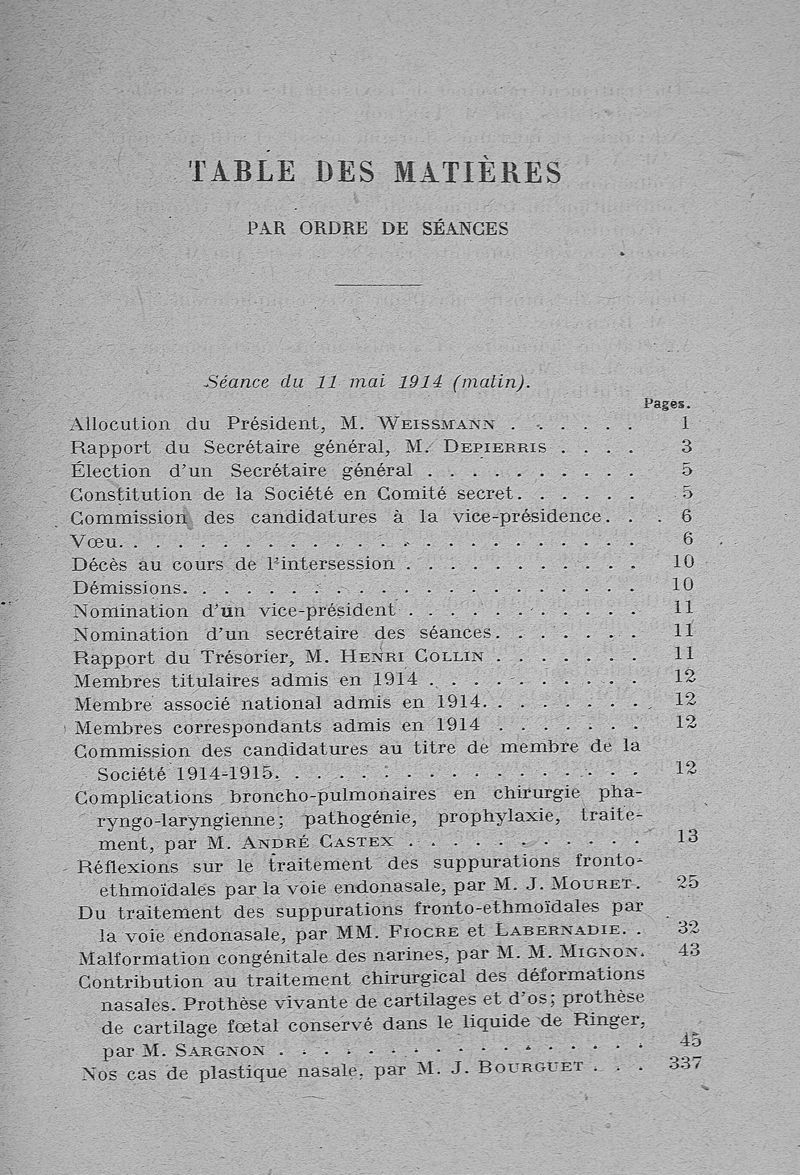 TABLE DES MATIÈRES
PAR ORDRE DE SÉANCES
Séance du 11 mai 1914 (matin).
Pages.
Allocution du Président, M. WEISSMANN . . . . . . 1
Rapport du Secrétaire général, M. DEPIERRIS . . . . 3
Élection d'un Secrétaire général . . . . . . . . . . 5
Constitution de la Société en Comité secret. . . . . . 5
Commission des candidatures à la vice-présidence. . . 6
Vœu. . . . . . . . . . . . . . . . . . . . . . . . 6
Décès au cours de l'intersession . . . . . . . . . . . 10
Démissions. . . . . . . . . . . . . . . . . . . . . 10
Nomination d'un vice-président . . . . . . . . . . . 11
Nomination d'un secrétaire des séances. . . . . . . 11
Rapport du Trésorier, M. HENRI COLLIN . . . . . . . 11
Membres titulaires admis en 1914 . . . . . . . . . . 12
Membre associé national admis en 1914. . . . . . . . 12
Membres correspondants admis en 1914 . . . . . . . 12
Commission des candidatures au titre de membre de la
Société 1914-1915. . . . . . . . . . . . . . . . . 12
Complications broncho-pulmonaires en chirurgie pha-
ryngo-laryngienne; pathogénie, prophylaxie, traite-
ment, par M. ANDRÉ CASTEX . . . . . . . . . . . 13
Réflexions sur le traitement des suppurations fronto-
ethmoïdales par la voie endonasale, par M. J. MOURET. 25
Du traitement des suppurations fronto-ethmoïdales par
la voie endonasale, par MM. FIOCRE et LABERNADIE. . 32
Malformation congénitale des narines, par M. M. MIGNON. 43
Contribution au traitement chirurgical des déformations
nasales. Prothèse vivante de cartilages et d'os; prothèse
de cartilage fœtal conservé dans le liquide de Ringer,
par M. SARGNON . . . . . . . . . . . . . . . . . 45
Nos cas de plastique nasale, par M. J. BOURGUET . . . 337